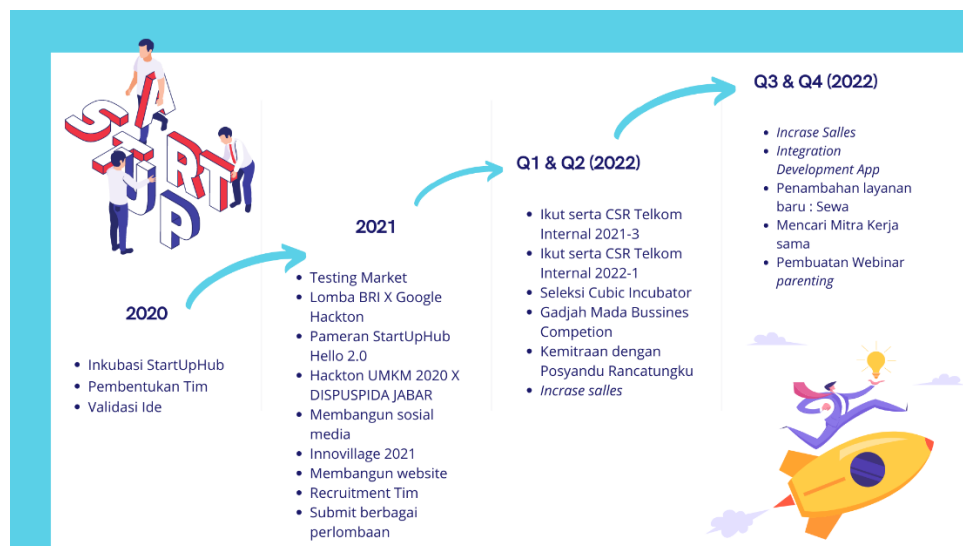 START
UP
2020
• Inkubasi StartUpHub
• Pembentukan Tim
• Validasi Ide
2021
• Testing Market
• Lomba BRI X Google
Hackton
• Pameran StartUpHub
Hello 2.0
• Hackton UMKM 2020 X
DISPUSPIDA JABAR
• Membangun sosial
media
• Innovillage 2021
• Membangun website
• Recruitment Tim
• Submit berbagai
perlombaan
Q1 & Q2 (2022)
• Ikut serta CSR Telkom
Internal 2021-3
• Ikut serta CSR Telkom
Internal 2022-1
• Seleksi Cubic Incubator
• Gadjah Mada Bussines
Competion
• Kemitraan dengan
Posyandu Rancatungku
• Incrase salles
Q3 & Q4 (2022)
• Incrase Salles
• Integration
Development App
• Penambahan layanan
baru : Sewa
• Mencari Mitra Kerja
sama
• Pembuatan Webinar
parenting